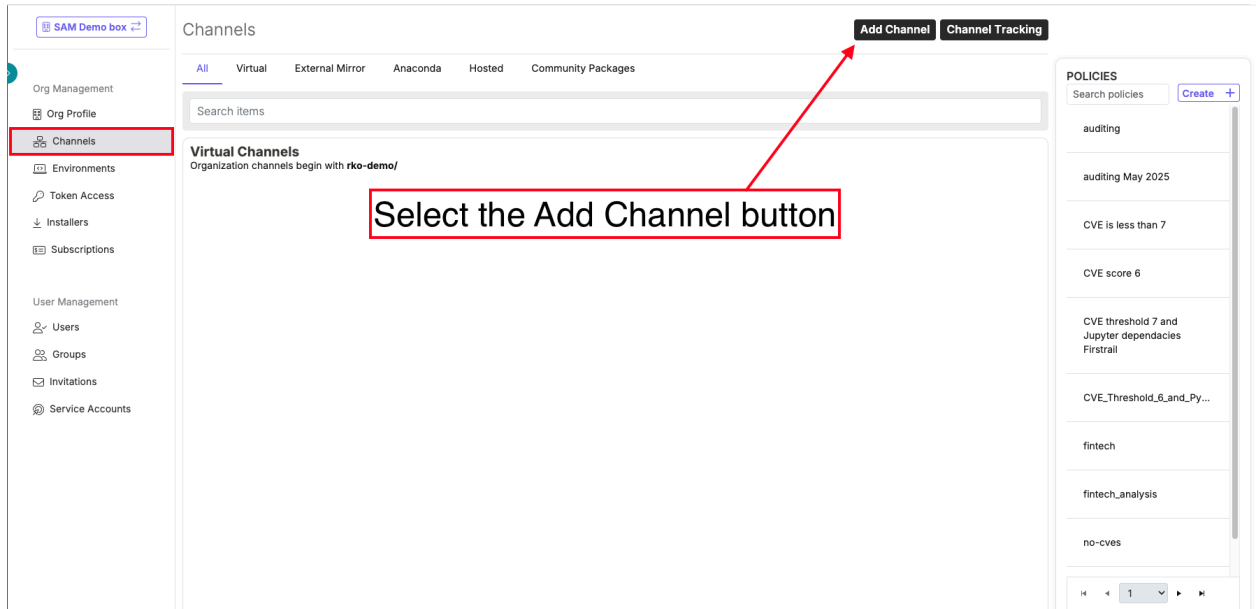 SAM Demo box
Org Management
Org Profile
Channels
Environments
Token Access
Installers
Subscriptions
User Management
Users
Groups
Invitations
Service Accounts
Channels
Add Channel
Channel Tracking
All
Virtual
External Mirror
Anaconda
Hosted
Community Packages
Search items
Virtual Channels
Organization channels begin with rko-demo/
Select the Add Channel button
POLICIES
Search policies
Create +
auditing
auditing May 2025
CVE is less than 7
CVE score 6
CVE threshold 7 and
Jupyter dependacies
Firstrail
CVE_Threshold_6_and_Py...
fintech
fintech_analysis
no-cves
1